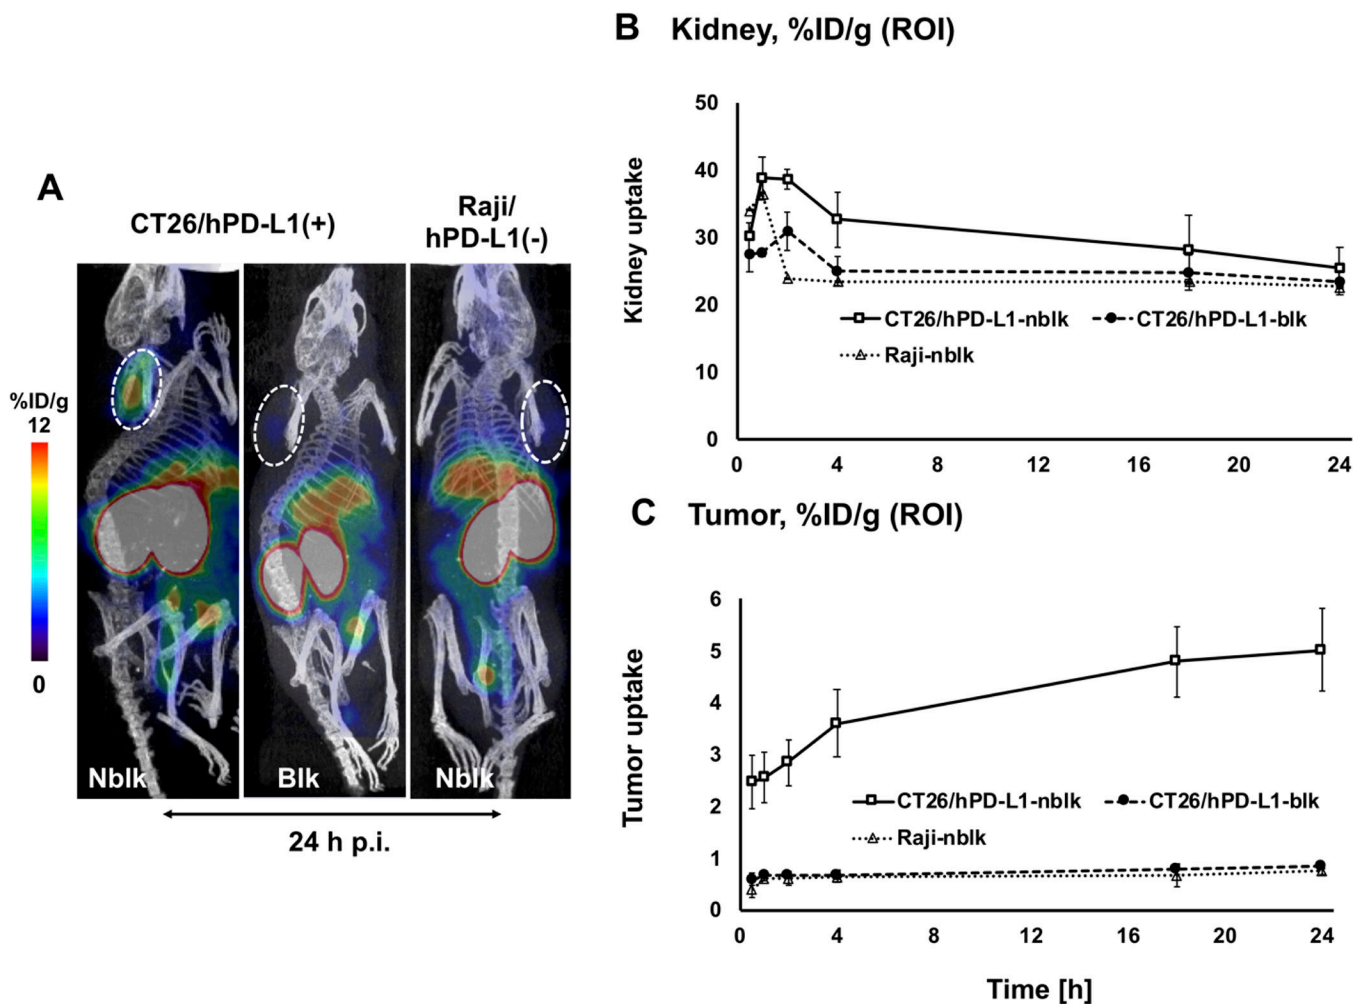 A
CT26/hPD-L1(+)
Raji/
hPD-L1(-)
%ID/g
12
0
Nblk
Blk
Nblk
24 h p.i.
B Kidney, %ID/g (ROI)
Kidney uptake
50
40
30
20
10
0
0 4 8 12 16 20 24
CT26/hPD-L1-nblk CT26/hPD-L1-blk
Raji-nblk
C Tumor, %ID/g (ROI)
Tumor uptake
6
5
4
3
2
1
0
CT26/hPD-L1-nblk CT26/hPD-L1-blk
Raji-nblk
0 4 8 12 16 20 24
Time [h]